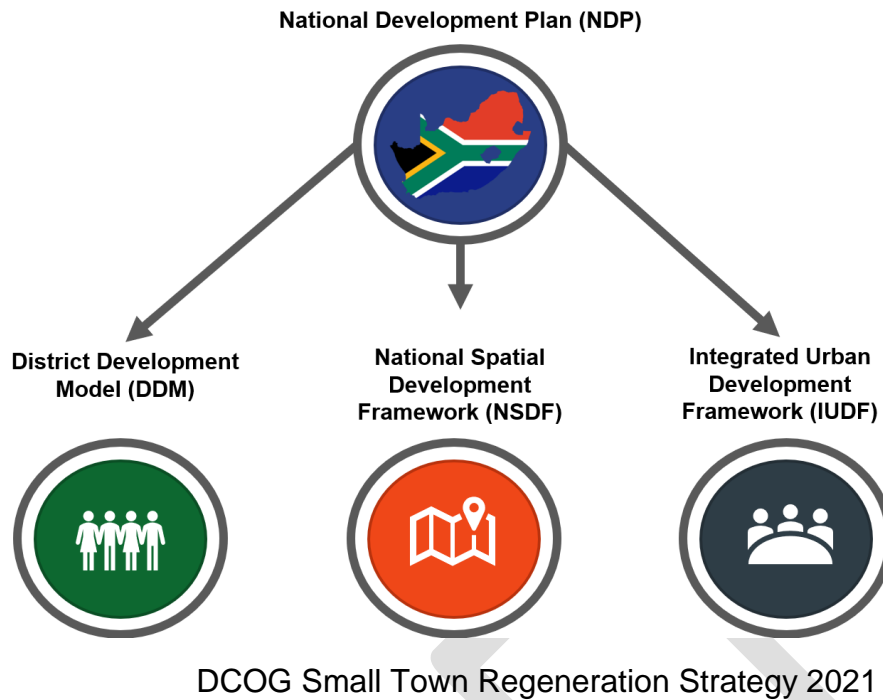 National Development Plan (NDP)
District Development
Model (DDM)
National Spatial
Development
Framework (NSDF)
Integrated Urban
Development
Framework (IUDF)
DCOG Small Town Regeneration Strategy 2021